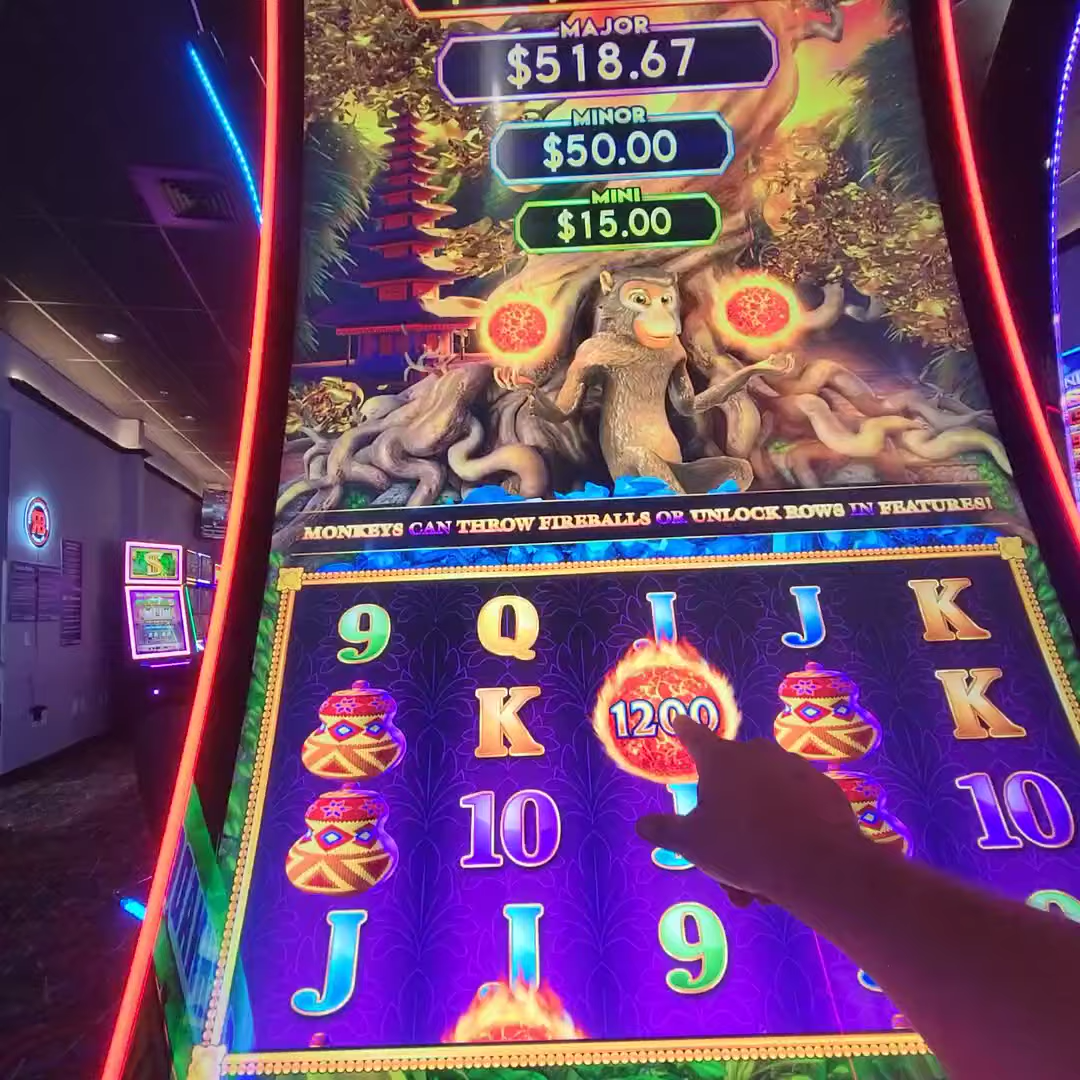 MAJOR
$518.67
MINOR
$50.00
MINI
$15.00
MONKEYS CAN THROW FIREBALLS OR UNLOCK ROWS IN FEATURES!
9 Q J J K
K 1200 K
10 J 10
J J 9